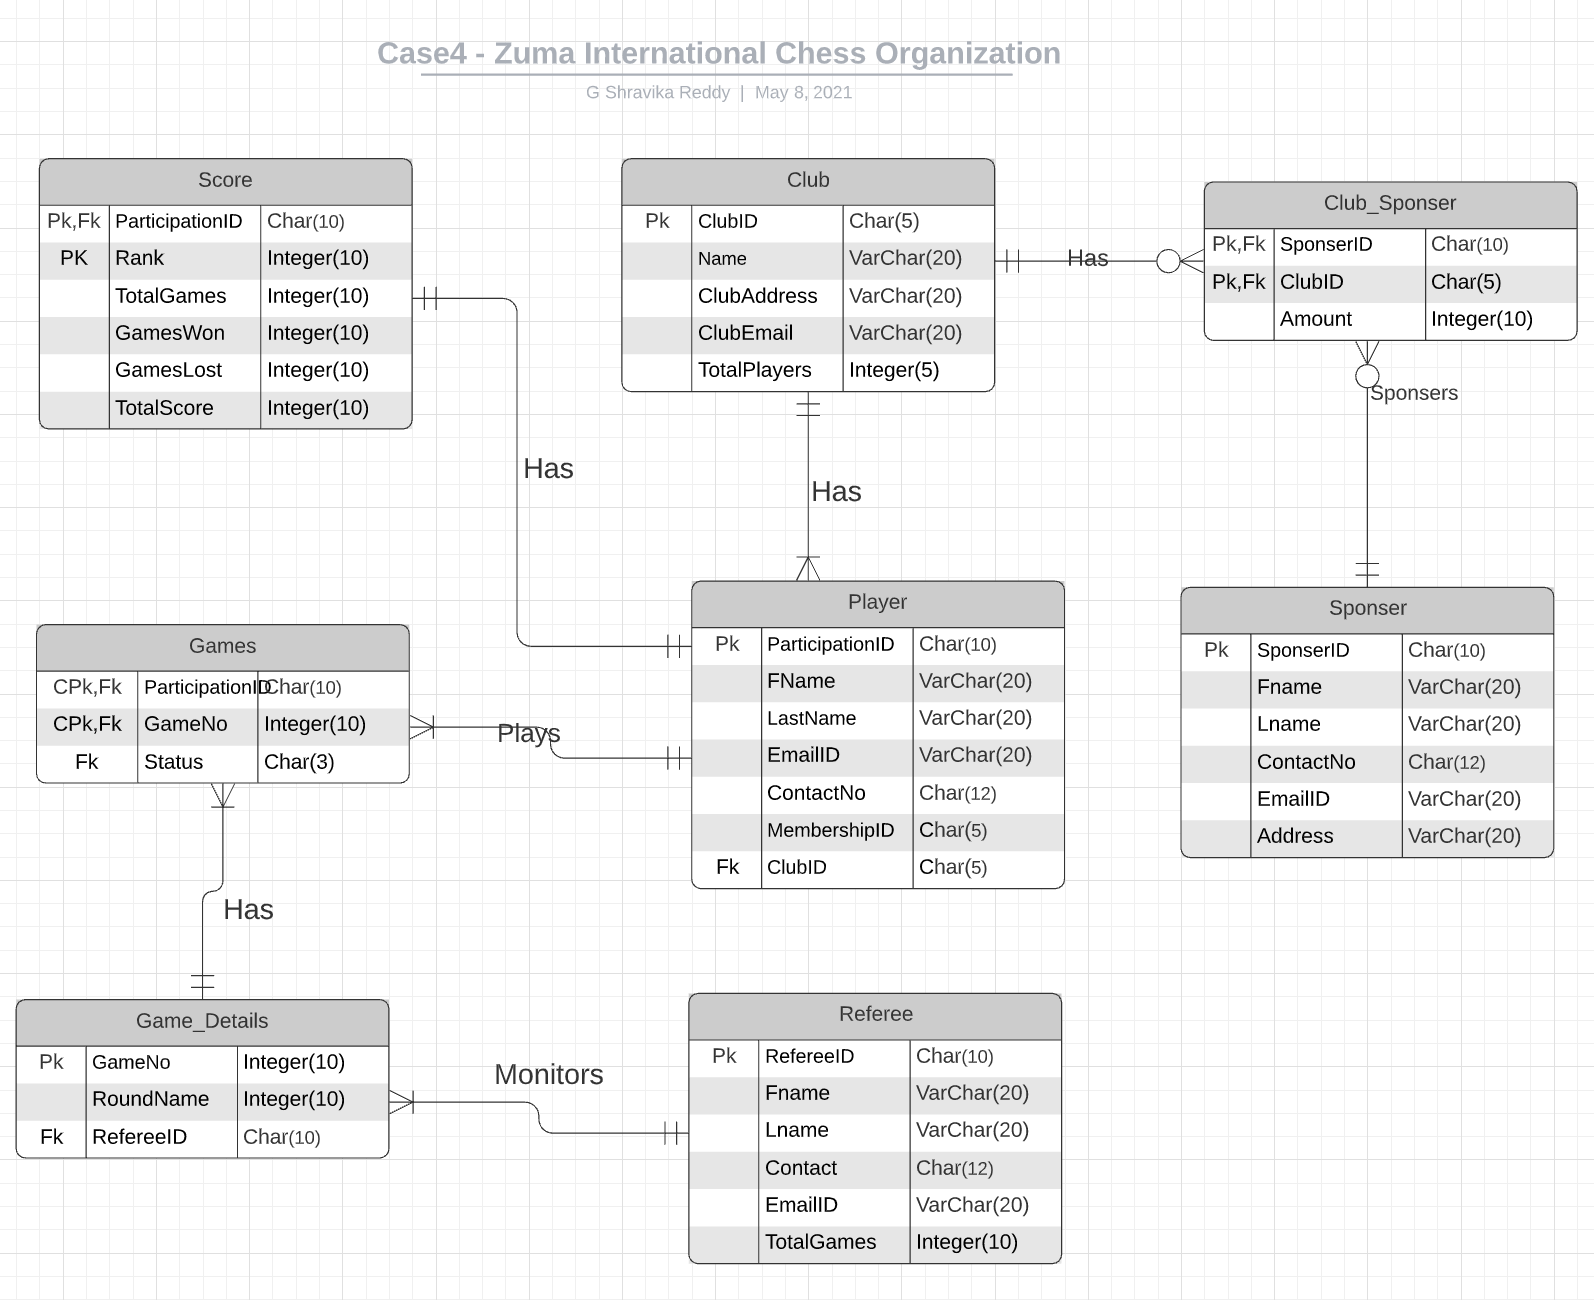 Case4 - Zuma International Chess Organization
G Shravika Reddy | May 8, 2021
Score
Pk,Fk ParticipationID Char(10)
PK Rank Integer(10)
TotalGames Integer(10)
GamesWon Integer(10)
GamesLost Integer(10)
TotalScore Integer(10)
Club
Pk ClubID Char(5)
Name VarChar(20)
ClubAddress VarChar(20)
ClubEmail VarChar(20)
TotalPlayers Integer(5)
Has
Club_Sponser
Pk,Fk SponserID Char(10)
Pk,Fk ClubID Char(5)
Amount Integer(10)
Sponsers
Has
Has
Player
Pk ParticipationID Char(10)
FName VarChar(20)
LastName VarChar(20)
EmailID VarChar(20)
ContactNo Char(12)
MembershipID Char(5)
Fk ClubID Char(5)
Sponser
Pk SponserID Char(10)
Fname VarChar(20)
Lname VarChar(20)
ContactNo Char(12)
EmailID VarChar(20)
Address VarChar(20)
Games
CPk,Fk ParticipationID Char(10)
CPk,Fk GameNo Integer(10)
Fk Status Char(3)
Plays
Has
Game_Details
Pk GameNo Integer(10)
RoundName Integer(10)
Fk RefereeID Char(10)
Monitors
Referee
Pk RefereeID Char(10)
Fname VarChar(20)
Lname VarChar(20)
Contact Char(12)
EmailID VarChar(20)
TotalGames Integer(10)